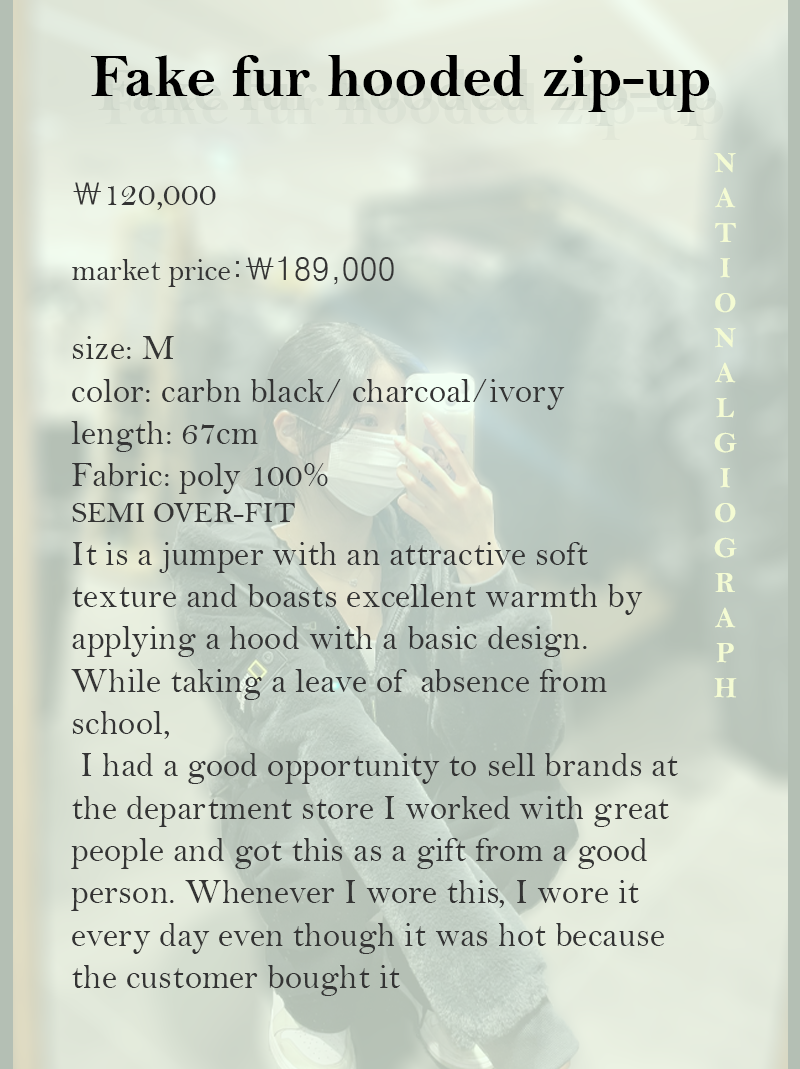 Fake fur hooded zip-up
₩120,000
market price:₩189,000
size: M
color: carbn black/ charcoal/ivory
length: 67cm
Fabric: poly 100%
SEMI OVER-FIT
It is a jumper with an attractive soft
texture and boasts excellent warmth by
applying a hood with a basic design.
While taking a leave of  absence from
school,
I had a good opportunity to sell brands at
the department store I worked with great
people and got this as a gift from a good
person. Whenever I wore this, I wore it
every day even though it was hot because
the customer bought it
NATIONALGIOGRAPH